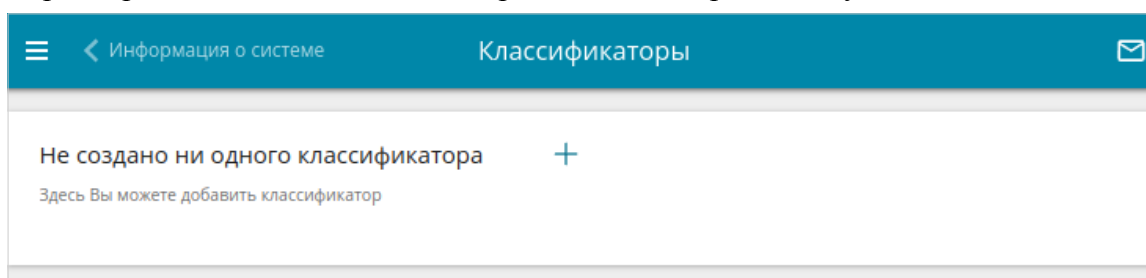 Информация о системе
Классификаторы
Не создано ни одного классификатора
Здесь Вы можете добавить классификатор